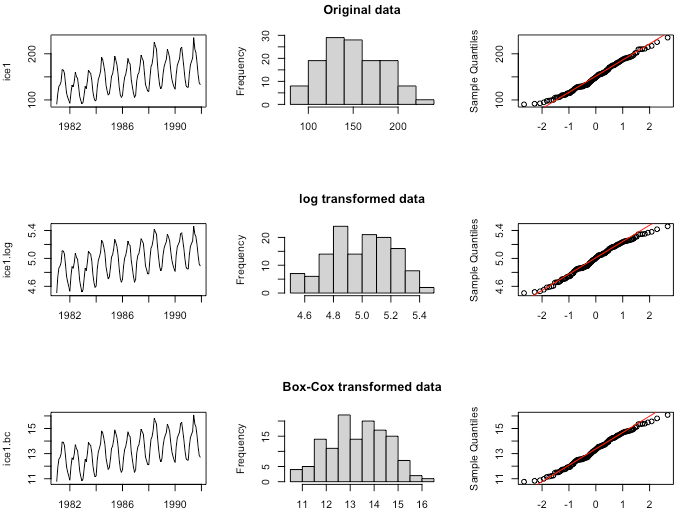 Original data
ice1
100 200
1982 1986 1990
Frequency
0 5 10 20 30
100 150 200
Sample Quantiles
100 200
-2 -1 0 1 2
log transformed data
ice1.log
4.6 5.0 5.4
1982 1986 1990
Frequency
0 5 10 20
4.6 4.8 5.0 5.2 5.4
Sample Quantiles
4.6 5.0 5.4
-2 -1 0 1 2
Box-Cox transformed data
ice1.bc
11 13 15
1982 1986 1990
Frequency
0 5 15
11 12 13 14 15 16
Sample Quantiles
11 13 15
-2 -1 0 1 2